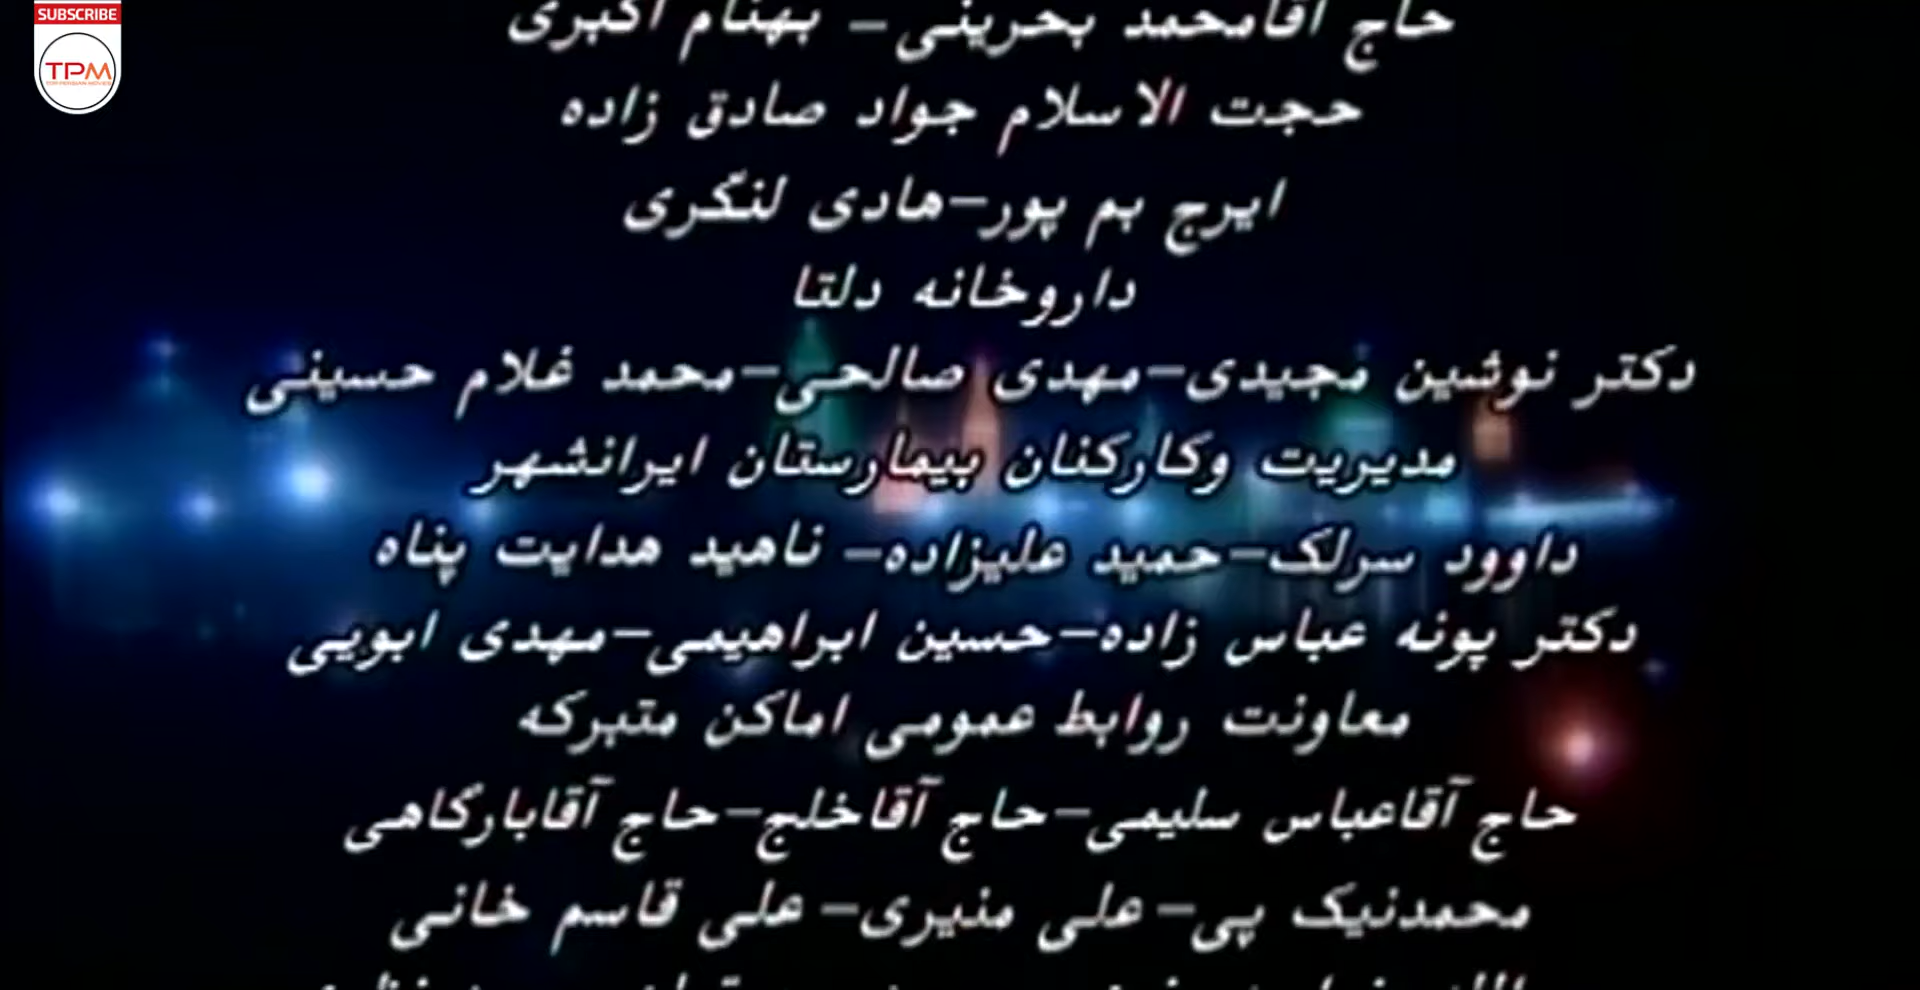 SUBSCRIBE
TPM
حاج آقامحمد بحرینی - بهنام اکبری
حجت الاسلام جواد صادق زاده
ایرج بم پور-هادی لنگری
داروخانه دلتا
دکتر نوشین مجیدی-مهدی صالحی-محمد غلام حسینی
مدیریت وکارکنان بیمارستان ایرانشهر
داوود سرلک-حمید علیزاده- ناهید هدایت پناه
دکتر پونه عباس زاده-حسین ابراهیمی-مهدی ابویی
معاونت روابط عمومی اماکن متبرکه
حاج آقاعباس سلیمی-حاج آقاخلج-حاج آقابارگاهی
محمدنیک پی-علی منیری-علی قاسم خانی